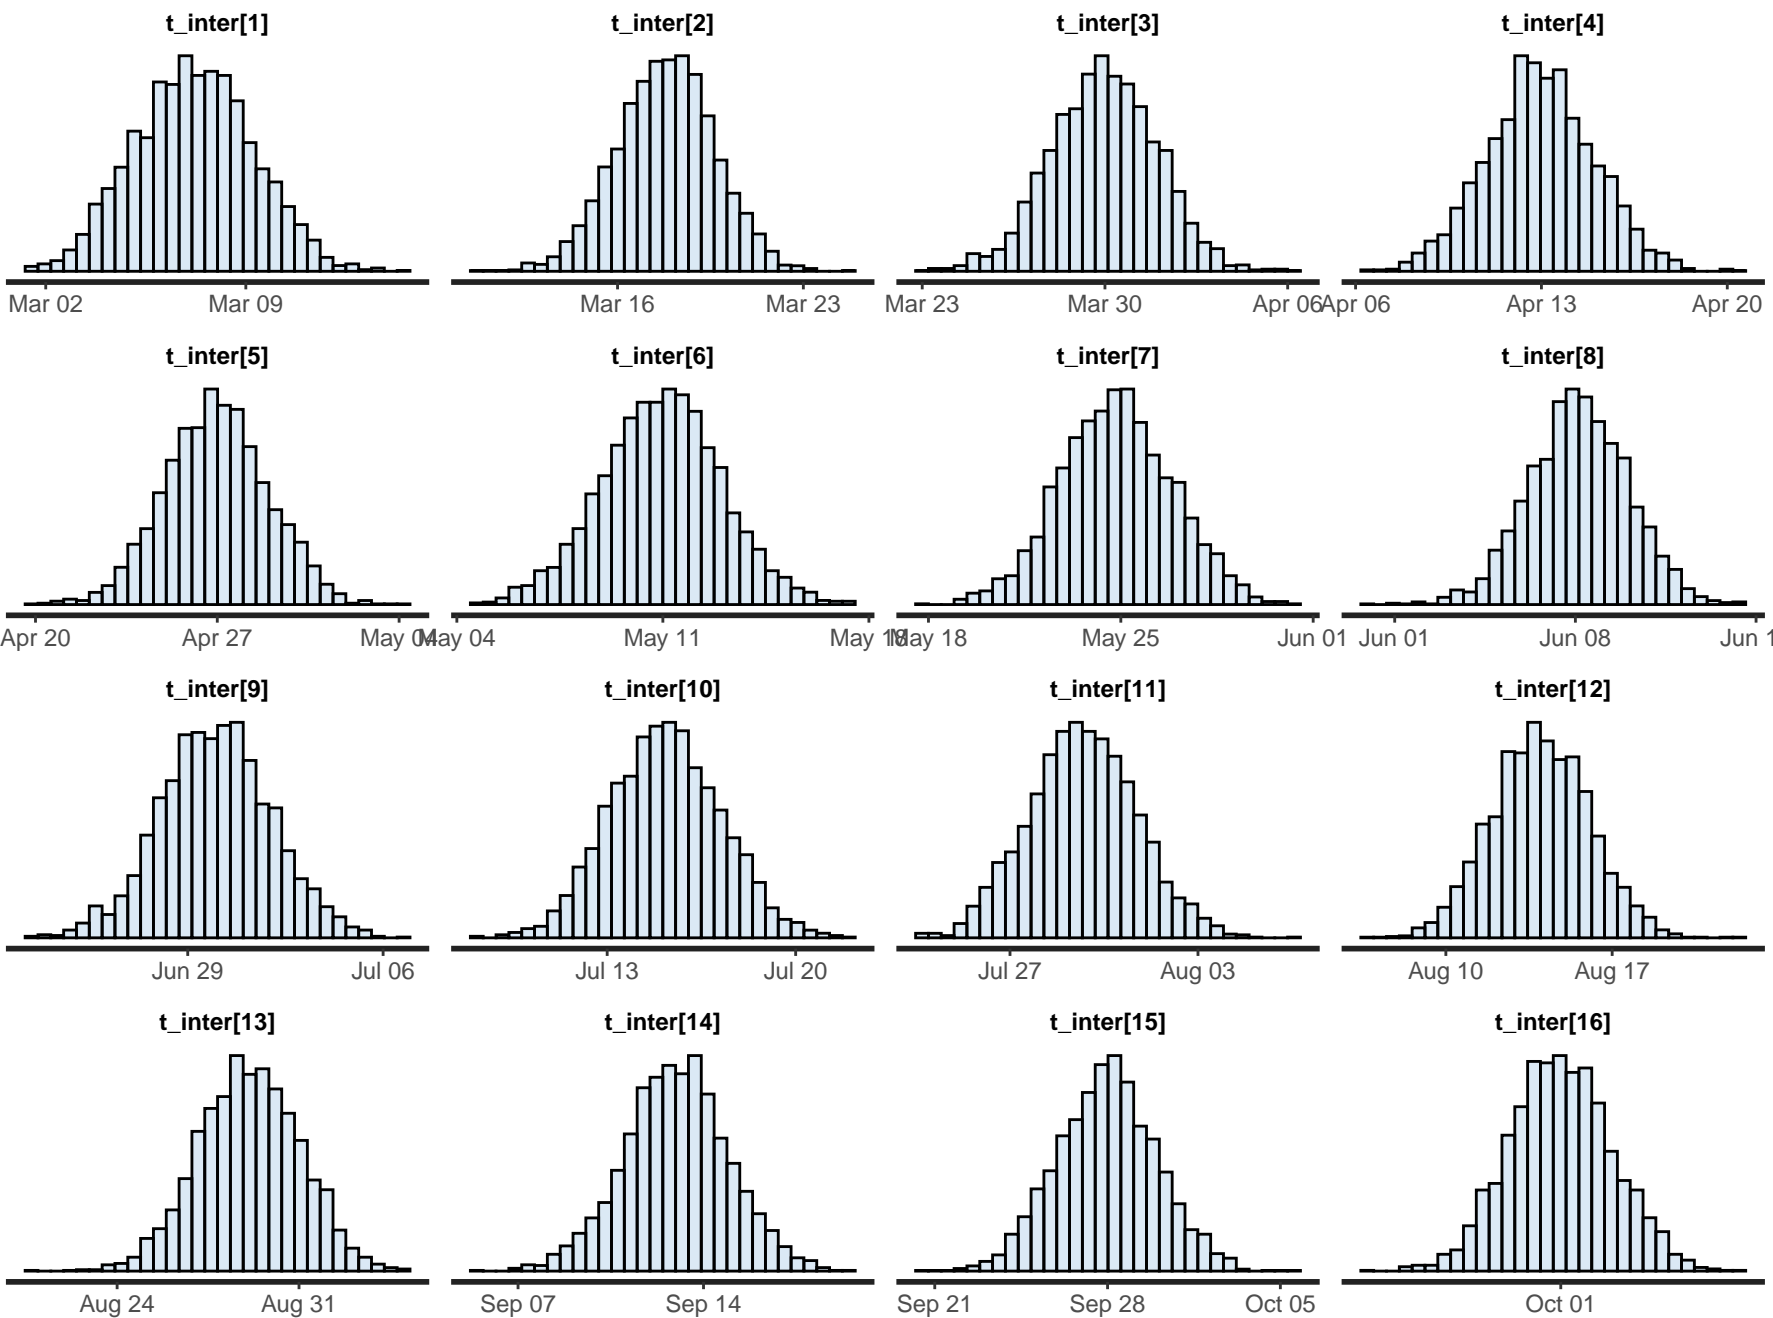 t_inter[1] t_inter[2] t_inter[3] t_inter[4]
Mar 02 Mar 09 Mar 16 Mar 23 Mar 23 Mar 30 Apr 06 Apr 06 Apr 13 Apr 20
t_inter[5] t_inter[6] t_inter[7] t_inter[8]
Apr 20 Apr 27 May 04 May 04 May 11 May 18 May 18 May 25 Jun 01 Jun 01 Jun 08 Jun 1
t_inter[9] t_inter[10] t_inter[11] t_inter[12]
Jun 29 Jul 06 Jul 13 Jul 20 Jul 27 Aug 03 Aug 10 Aug 17
t_inter[13] t_inter[14] t_inter[15] t_inter[16]
Aug 24 Aug 31 Sep 07 Sep 14 Sep 21 Sep 28 Oct 05 Oct 01